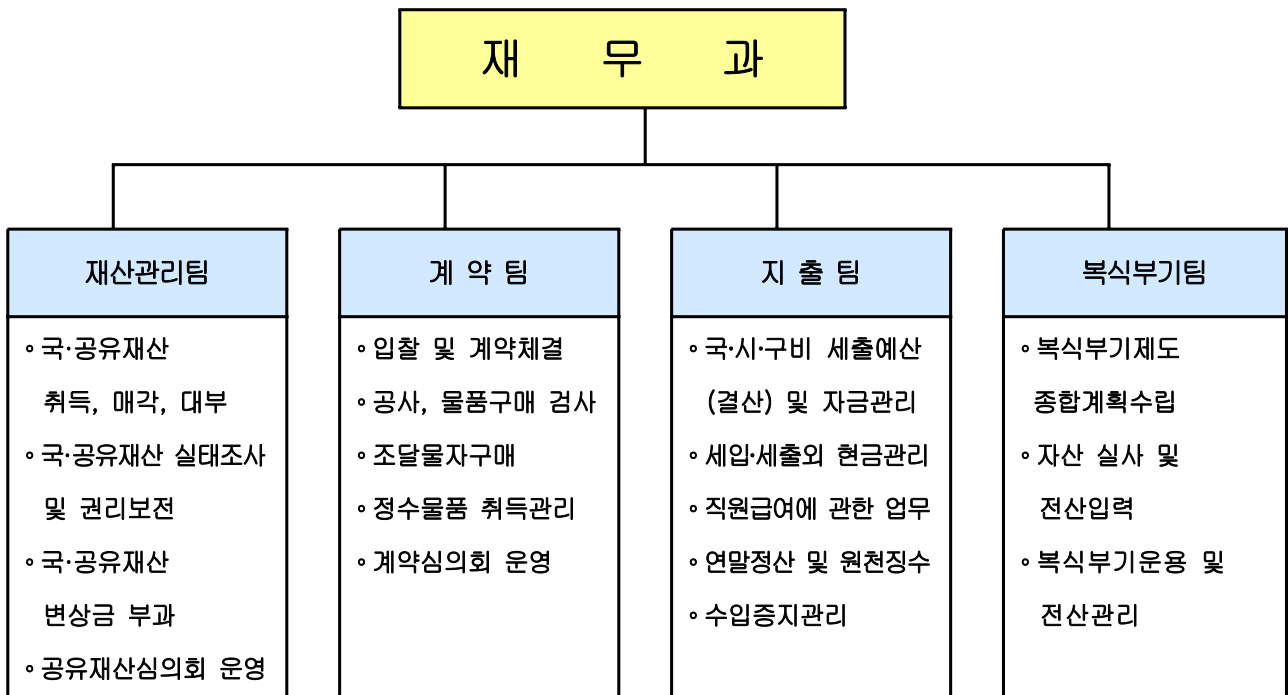 재 무 과
재산관리팀
∘국·공유재산
취득, 매각, 대부
∘국·공유재산 실태조사
및 권리보전
∘국·공유재산
변상금 부과
∘공유재산심의회 운영
계 약 팀
∘입찰 및 계약체결
∘공사, 물품구매 검사
∘조달물자구매
∘정수물품 취득관리
∘계약심의회 운영
지 출 팀
∘국·시·구비 세출예산
(결산) 및 자금관리
∘세입·세출외 현금관리
∘직원급여에 관한 업무
∘연말정산 및 원천징수
∘수입증지관리
복식부기팀
∘복식부기제도
종합계획수립
∘자산 실사 및
전산입력
∘복식부기운용 및
전산관리